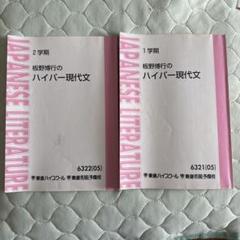 JAPANESE LITERATURE
2学期
板野博行の
ハイパー現代文
6322(05)
東進ハイスクール 東進衛星予備校
JAPANESE LITERATURE
1学期
板野博行の
ハイパー現代文
6321(05)
東進ハイスクール 東進衛星予備校